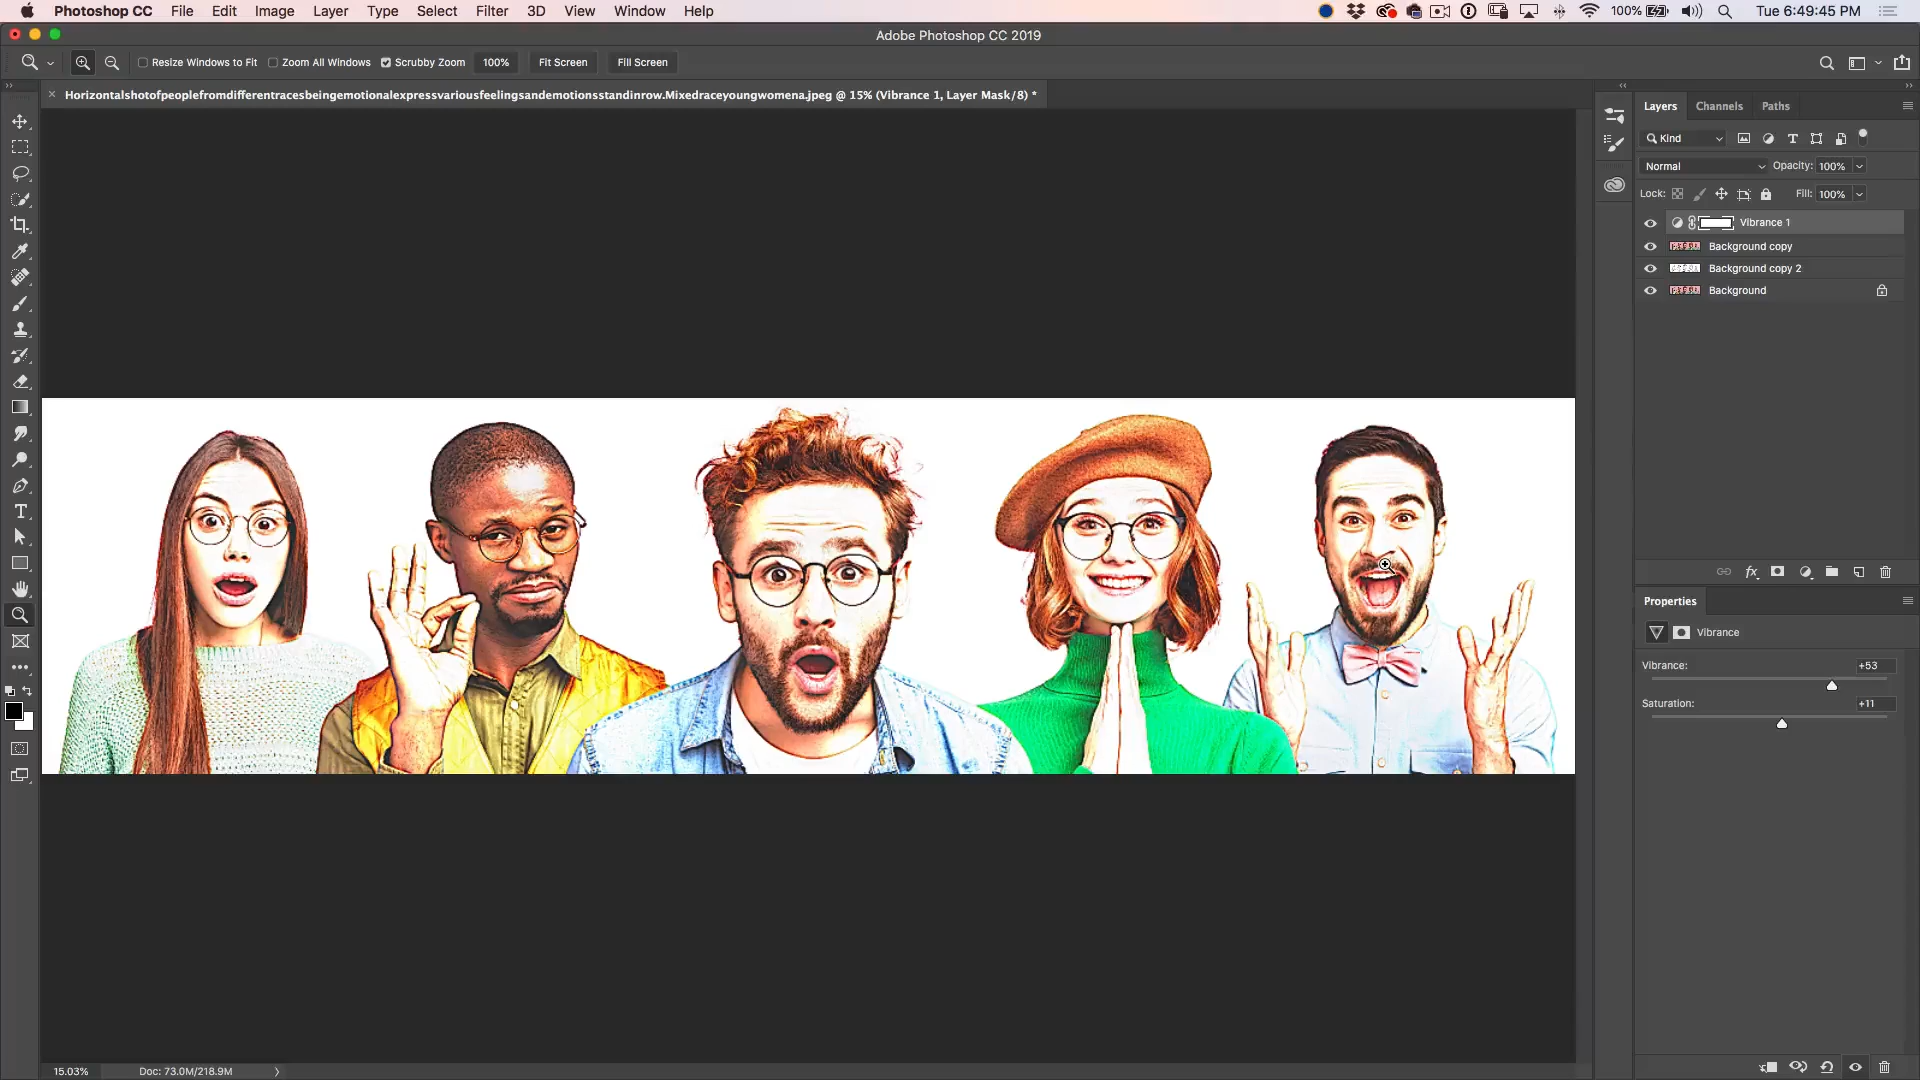 Photoshop CC File Edit Image Layer Type Select Filter 3D View Window Help 100% Tue 6:49:45 PM
Adobe Photoshop CC 2019
Resize Windows to Fit Zoom All Windows Scrubby Zoom 100% Fit Screen Fill Screen
Horizontalshotofpeoplefromdifferentracesbeingemotionalexpressvariousfeelingsandemotionsstandinrow.Mixedraceyoungwomena.jpeg @ 15% (Vibrance 1, Layer Mask/8) *
Layers Channels Paths
Kind
Normal Opacity: 100%
Lock: Fill: 100%
Vibrance 1
Background copy
Background copy 2
Background
fx
Properties
Vibrance
Vibrance: +53
Saturation: +11
15.03% Doc: 73.0M/218.9M